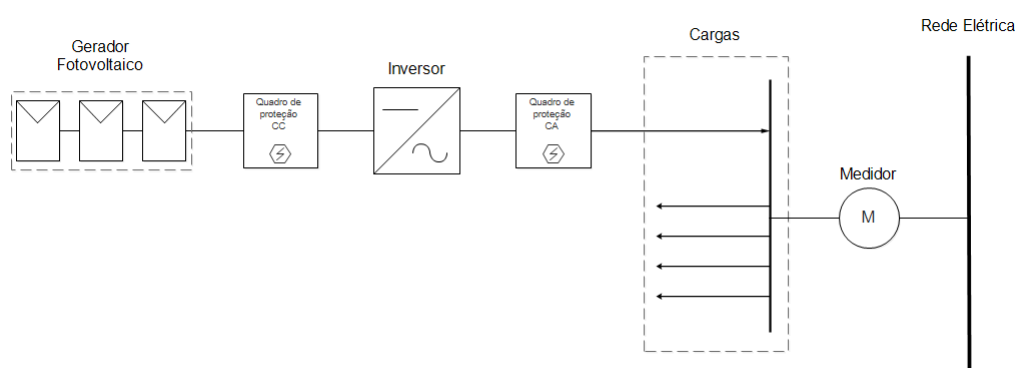 Gerador
Fotovoltaico
Quadro de
proteção
CC
Inversor
Quadro de
proteção
CA
Cargas
Medidor
M
Rede Elétrica